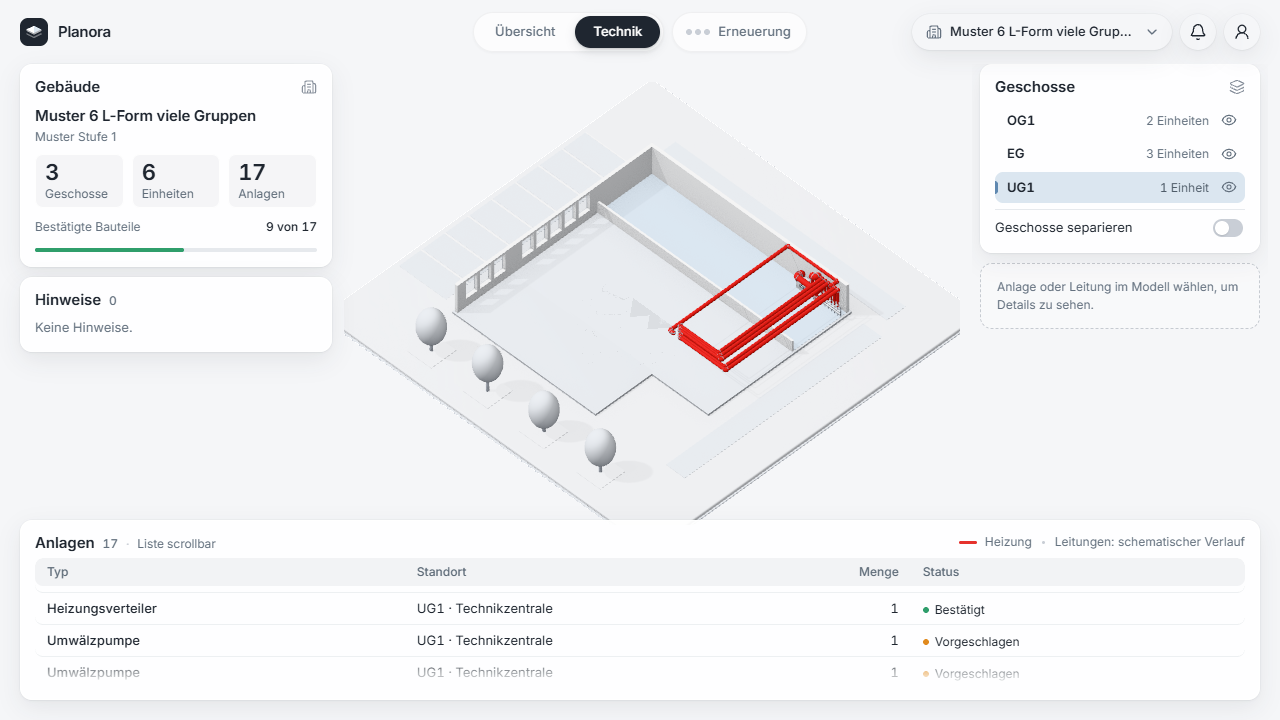 Planora
Übersicht
Technik
Erneuerung
Muster 6 L-Form viele Grup...
Gebäude
Muster 6 L-Form viele Gruppen
Muster Stufe 1
3
Geschosse
6
Einheiten
17
Anlagen
Bestätigte Bauteile
9 von 17
Hinweise 0
Keine Hinweise.
Geschosse
OG1 2 Einheiten
EG 3 Einheiten
UG1 1 Einheit
Geschosse separieren
Anlage oder Leitung im Modell wählen, um
Details zu sehen.
Anlagen 17 · Liste scrollbar
Heizung · Leitungen: schematischer Verlauf
Typ Standort Menge Status
Heizungsverteiler UG1 · Technikzentrale 1 Bestätigt
Umwälzpumpe UG1 · Technikzentrale 1 Vorgeschlagen
Umwälzpumpe UG1 · Technikzentrale 1 Vorgeschlagen